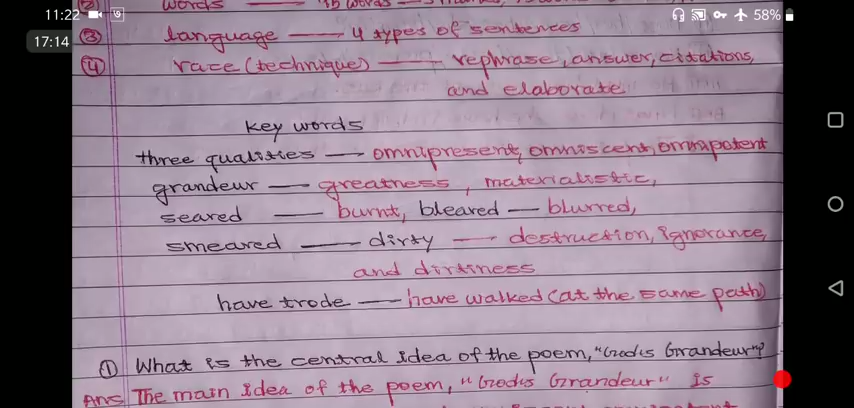 11:22 58%
17:14
② words
③ language —— 4 types of sentences
④ race (technique) —— rephrase, answer, citations,
and elaborate
key words
three qualities — omnipresent, omniscent, omnipotent
grandeur — greatness, materialistic,
seared — burnt, bleared — blurred,
smeared —— dirty —— destruction, ignorance,
and dirtiness
have trode —— have walked (at the same path)
① What is the central idea of the poem, "God's Grandeur"?
Ans The main idea of the poem, "God's Grandeur" is